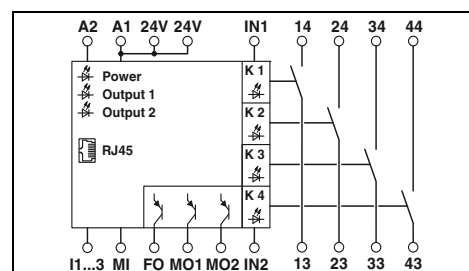 A2 A1 24V 24V IN1 14 24 34 44
Power
Output 1
Output 2
RJ45
K 1
K 2
K 3
K 4
I1...3 MI FO MO1 MO2 IN2 13 23 33 43